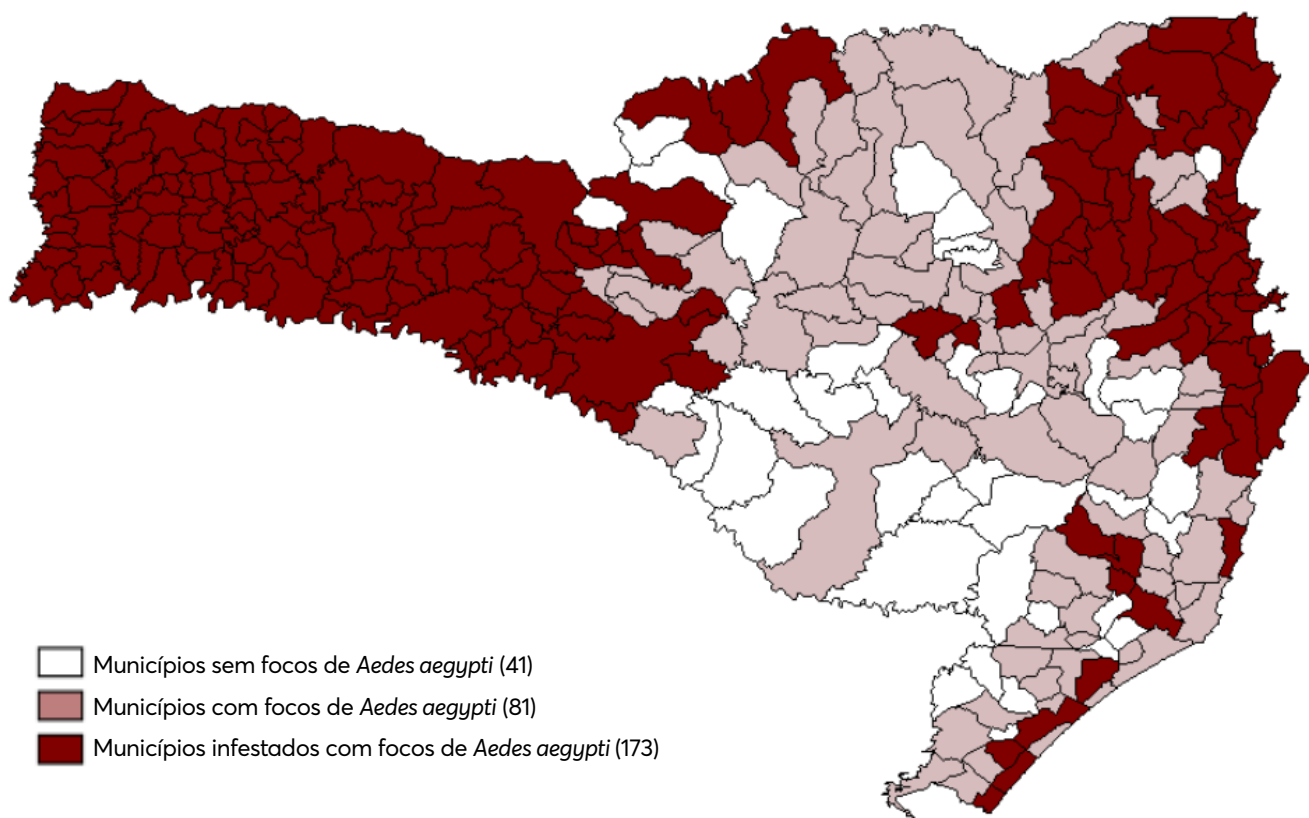 Municípios sem focos de Aedes aegypti (41)
Municípios com focos de Aedes aegypti (81)
Municípios infestados com focos de Aedes aegypti (173)